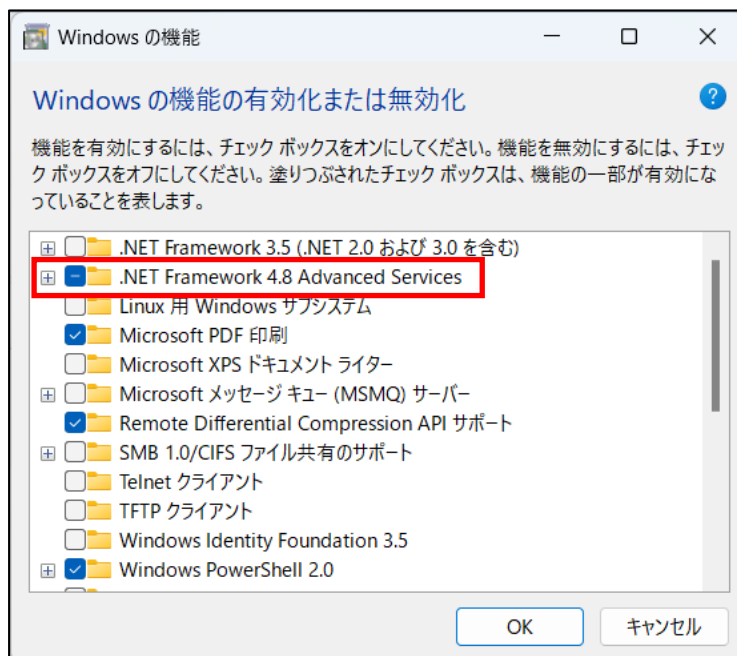 Windows の機能
Windows の機能の有効化または無効化
?
機能を有効にするには、チェック ボックスをオンにしてください。機能を無効にするには、チェッ
ク ボックスをオフにしてください。塗りつぶされたチェック ボックスは、機能の一部が有効にな
っていることを表します。
.NET Framework 3.5 (.NET 2.0 および 3.0 を含む)
.NET Framework 4.8 Advanced Services
Linux 用 Windows サブシステム
Microsoft PDF 印刷
Microsoft XPS ドキュメント ライター
Microsoft メッセージ キュー (MSMQ) サーバー
Remote Differential Compression API サポート
SMB 1.0/CIFS ファイル共有のサポート
Telnet クライアント
TFTP クライアント
Windows Identity Foundation 3.5
Windows PowerShell 2.0
OK
キャンセル